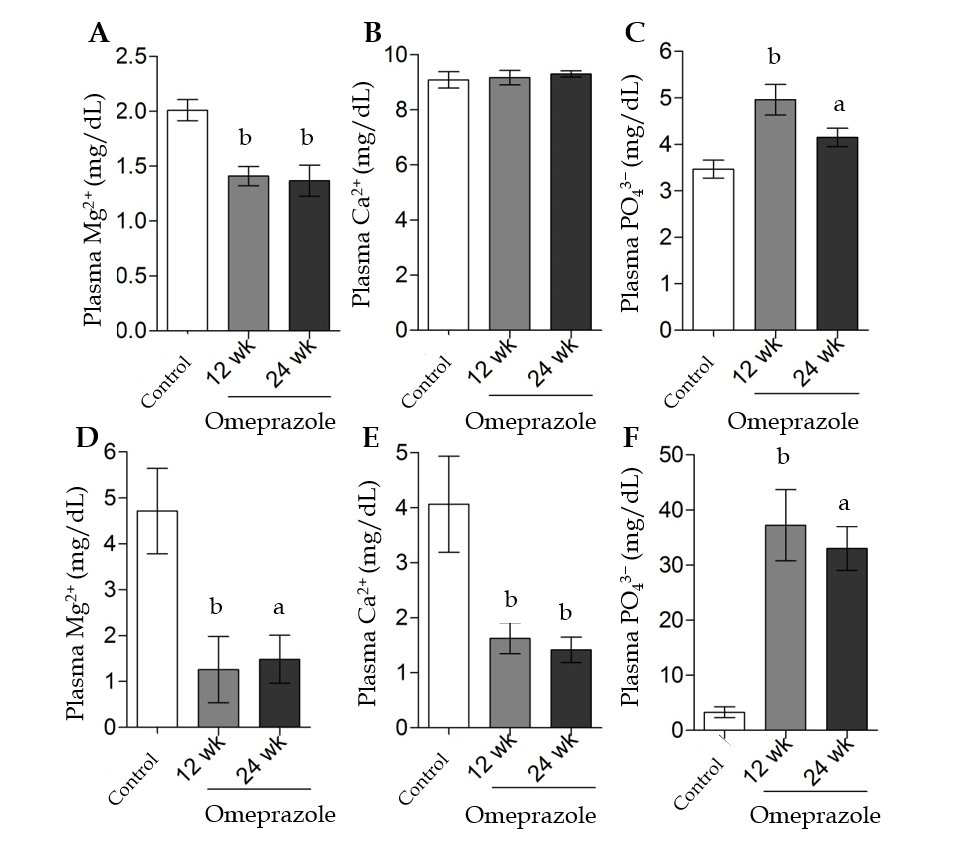 A
Plasma Mg²⁺ (mg/dL)
2.5
2.0
1.5
1.0
0.5
0.0
b
b
Control
12 wk
24 wk
Omeprazole
B
Plasma Ca²⁺ (mg/dL)
10
8
6
4
2
0
Control
12 wk
24 wk
Omeprazole
C
Plasma PO₄³⁻ (mg/dL)
6
5
4
3
2
1
0
b
a
Control
12 wk
24 wk
Omeprazole
D
Plasma Mg²⁺ (mg/dL)
6
5
4
3
2
1
0
b
a
Control
12 wk
24 wk
Omeprazole
E
Plasma Ca²⁺ (mg/dL)
5
4
3
2
1
0
b
b
Control
12 wk
24 wk
Omeprazole
F
Plasma PO₄³⁻ (mg/dL)
50
40
30
20
10
0
b
a
Control
12 wk
24 wk
Omeprazole